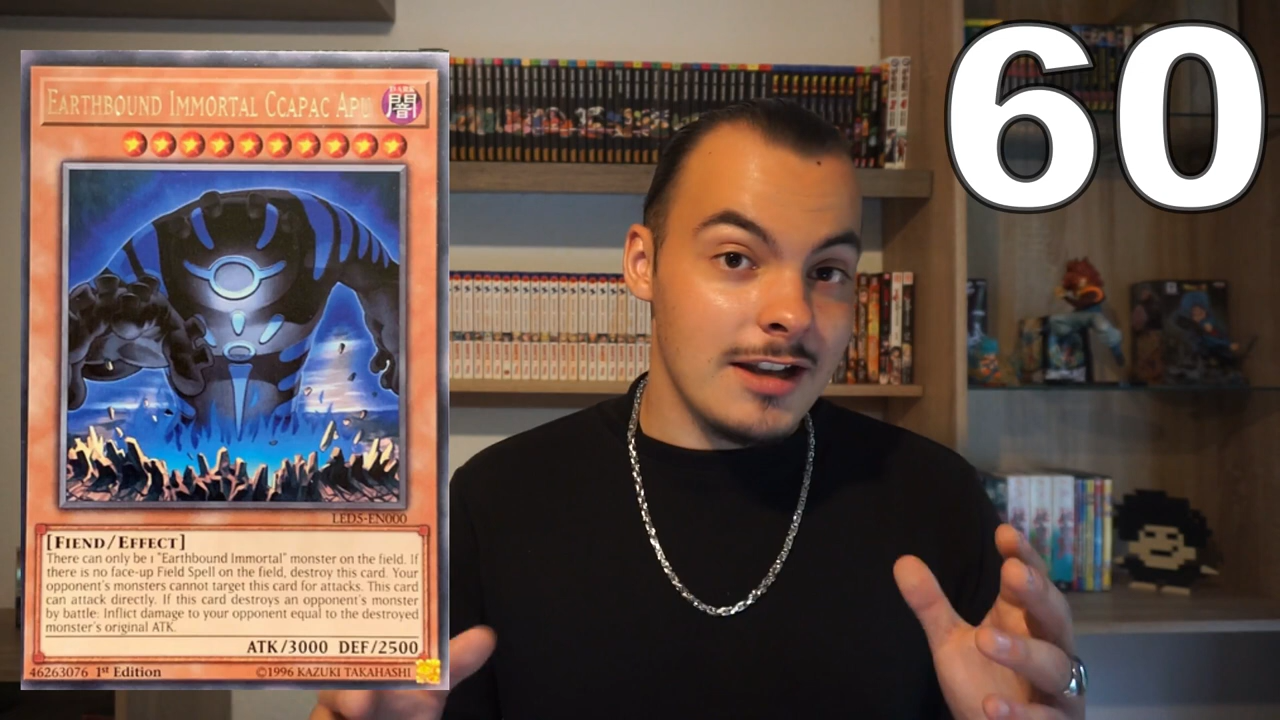 60
EARTHBOUND IMMORTAL CCAPAC APU
DARK
闇
LED5-EN000
[FIEND/EFFECT]
There can only be 1 "Earthbound Immortal" monster on the field. If
there is no face-up Field Spell on the field, destroy this card. Your
opponent's monsters cannot target this card for attacks. This card
can attack directly. If this card destroys an opponent's monster
by battle: Inflict damage to your opponent equal to the destroyed
monster's original ATK.
ATK/3000 DEF/2500
46263076 1st Edition ©1996 KAZUKI TAKAHASHI